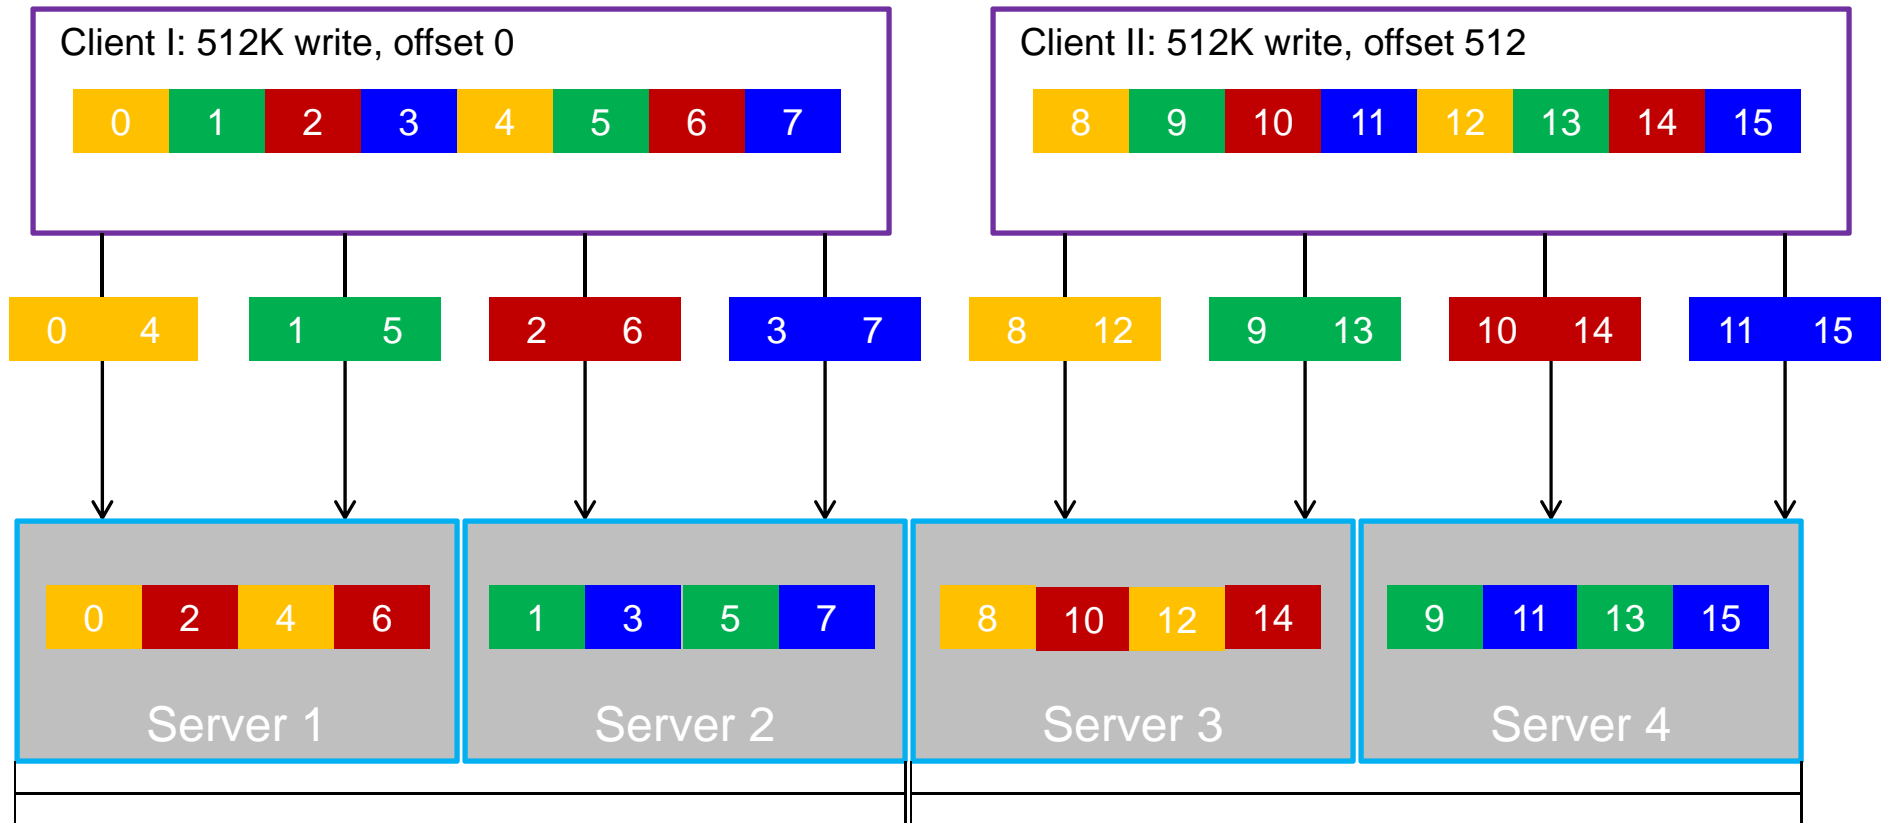 Client I: 512K write, offset 0
Client II: 512K write, offset 512
0 1 2 3 4 5 6 7
8 9 10 11 12 13 14 15
0 4
1 5
2 6
3 7
8 12
9 13
10 14
11 15
0 2 4 6
1 3 5 7
8 10 12 14
9 11 13 15
Server 1
Server 2
Server 3
Server 4